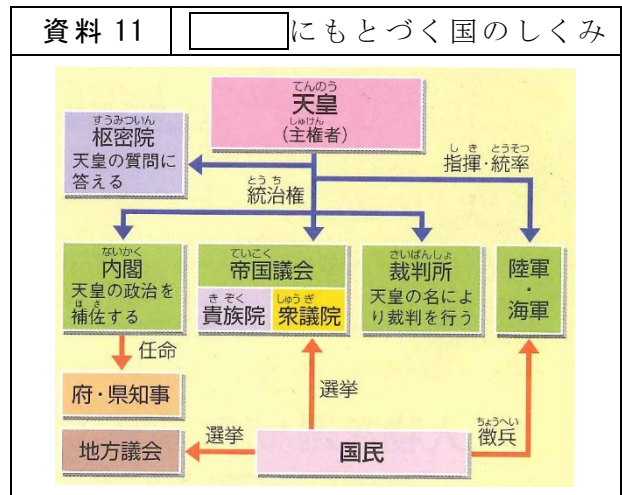 資料 11
にもとづく国のしくみ
てんのう
天皇
しゅけん
(主権者)
すうみついん
枢密院
天皇の質問に
答える
とうち
統治権
しき とうそつ
指揮・統率
ないかく
内閣
天皇の政治を
ほさ
補佐する
ていこく
帝国議会
きぞく
貴族院
しゅうぎ
衆議院
さいばんしょ
裁判所
天皇の名によ
り裁判を行う
陸軍
・
海軍
任命
府・県知事
選挙
地方議会
選挙
国民
ちょうへい
徴兵